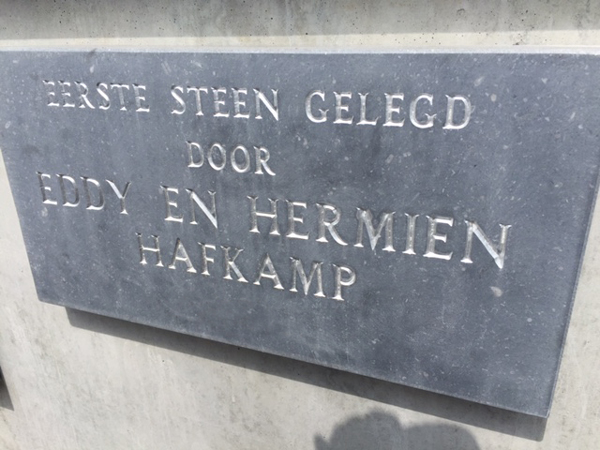 EERSTE STEEN GELEGD
DOOR
EDDY EN HERMIEN
HAFKAMP